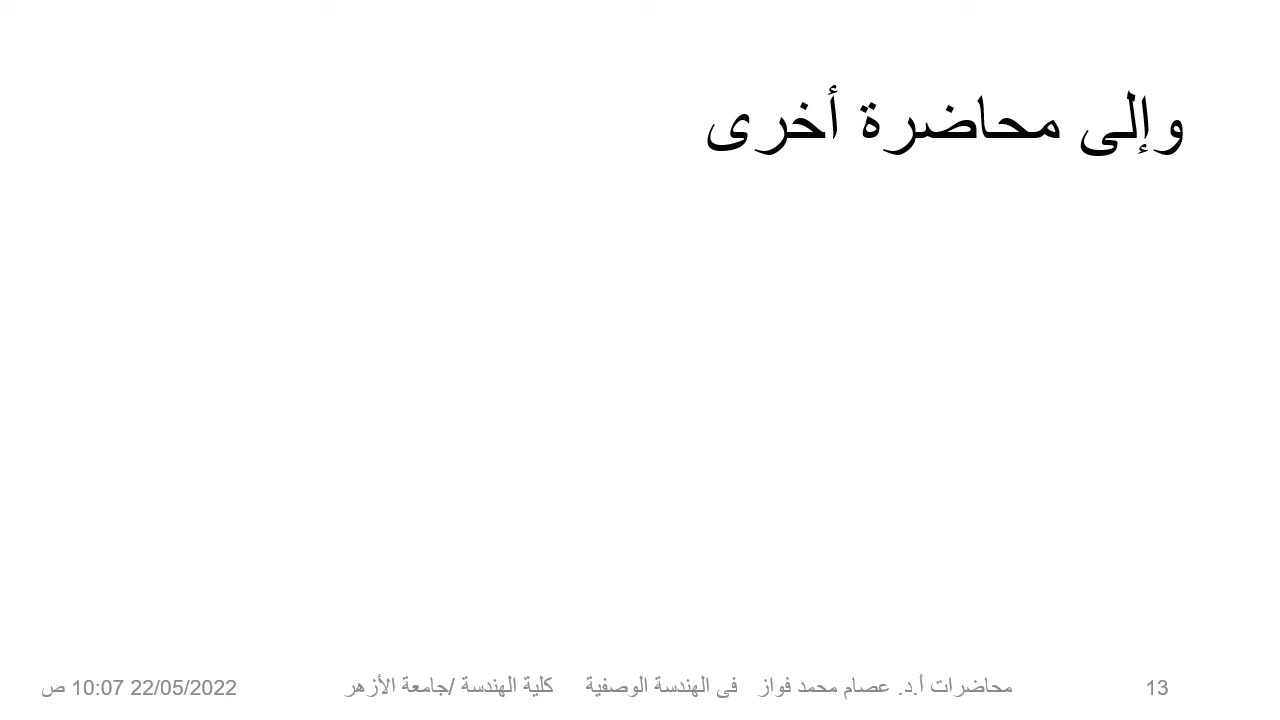 وإلى محاضرة أخرى
13
محاضرات أ.د. عصام محمد فواز فى الهندسة الوصفية كلية الهندسة /جامعة الأزهر
22/05/2022 10:07 ص